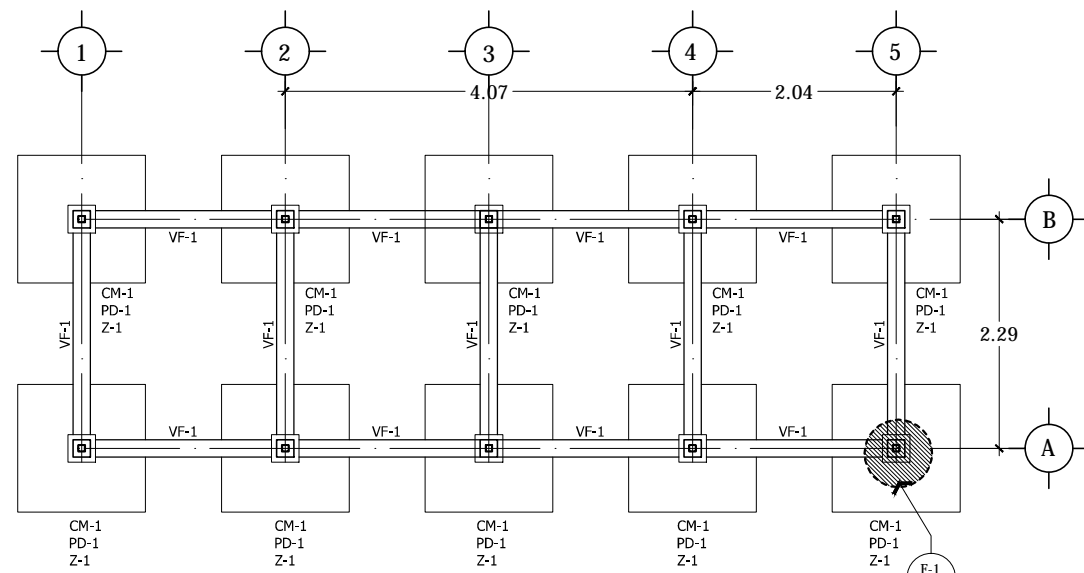 1 2 3 4 5
4.07 2.04
B
VF-1 VF-1 VF-1 VF-1
CM-1 CM-1 CM-1 CM-1 CM-1
PD-1 PD-1 PD-1 PD-1 PD-1
Z-1 Z-1 Z-1 Z-1 Z-1
VF-1 VF-1 VF-1 VF-1 VF-1
2.29
VF-1 VF-1 VF-1 VF-1
A
CM-1 CM-1 CM-1 CM-1 CM-1
PD-1 PD-1 PD-1 PD-1 PD-1
Z-1 Z-1 Z-1 Z-1 Z-1